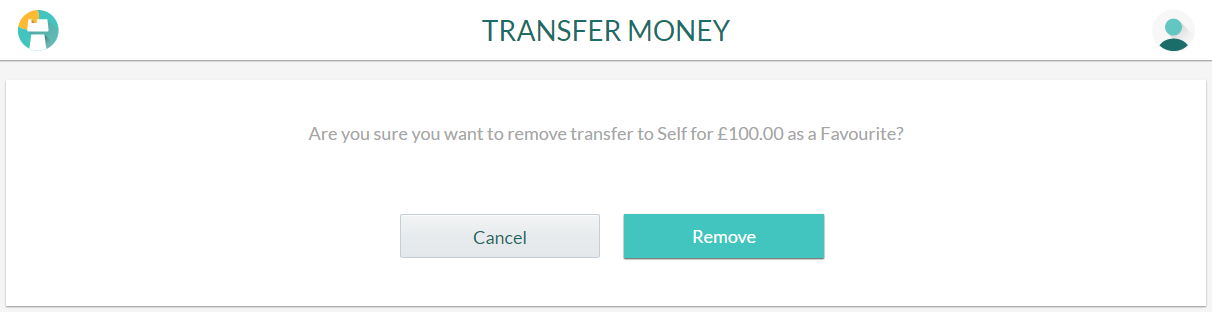 TRANSFER MONEY
Are you sure you want to remove transfer to Self for £100.00 as a Favourite?
Cancel
Remove